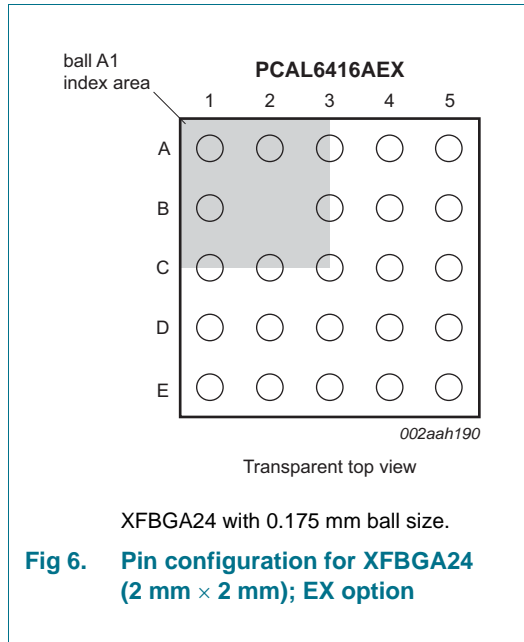 ball A1
index area
PCAL6416AEX
1 2 3 4 5
A
B
C
D
E
002aah190
Transparent top view
XFBGA24 with 0.175 mm ball size.
Fig 6. Pin configuration for XFBGA24
(2 mm × 2 mm); EX option